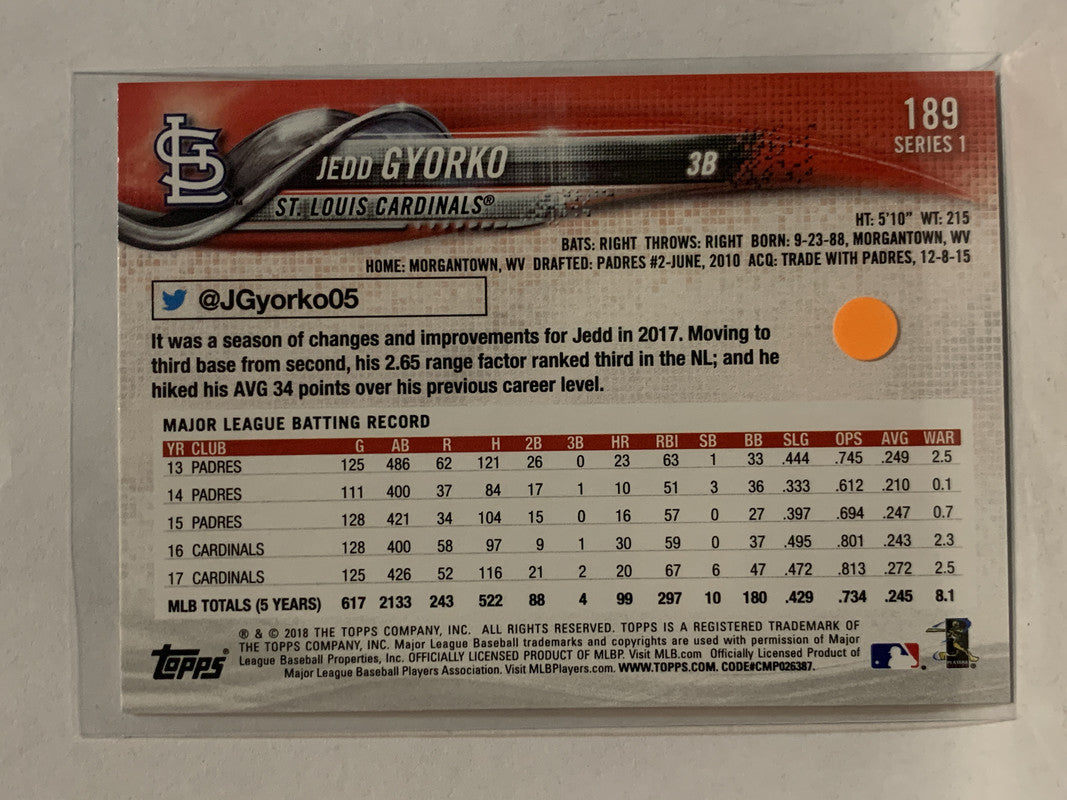 189
SERIES 1
STL
JEDD GYORKO 3B
ST. LOUIS CARDINALS®
HT: 5'10" WT: 215
BATS: RIGHT THROWS: RIGHT BORN: 9-23-88, MORGANTOWN, WV
HOME: MORGANTOWN, WV DRAFTED: PADRES #2-JUNE, 2010 ACQ: TRADE WITH PADRES, 12-8-15
@JGyorko05
It was a season of changes and improvements for Jedd in 2017. Moving to
third base from second, his 2.65 range factor ranked third in the NL; and he
hiked his AVG 34 points over his previous career level.
MAJOR LEAGUE BATTING RECORD
YR CLUB G AB R H 2B 3B HR RBI SB BB SLG OPS AVG WAR
13 PADRES 125 486 62 121 26 0 23 63 1 33 .444 .745 .249 2.5
14 PADRES 111 400 37 84 17 1 10 51 3 36 .333 .612 .210 0.1
15 PADRES 128 421 34 104 15 0 16 57 0 27 .397 .694 .247 0.7
16 CARDINALS 128 400 58 97 9 1 30 59 0 37 .495 .801 .243 2.3
17 CARDINALS 125 426 52 116 21 2 20 67 6 47 .472 .813 .272 2.5
MLB TOTALS (5 YEARS) 617 2133 243 522 88 4 99 297 10 180 .429 .734 .245 8.1
Topps®
® & © 2018 THE TOPPS COMPANY, INC. ALL RIGHTS RESERVED. TOPPS IS A REGISTERED TRADEMARK OF
THE TOPPS COMPANY, INC. Major League Baseball trademarks and copyrights are used with permission of Major
League Baseball Properties, Inc. OFFICIALLY LICENSED PRODUCT OF MLBP. Visit MLB.com Officially Licensed Product of
Major League Baseball Players Association. Visit MLBPlayers.com. WWW.TOPPS.COM. CODE#CMP026387.